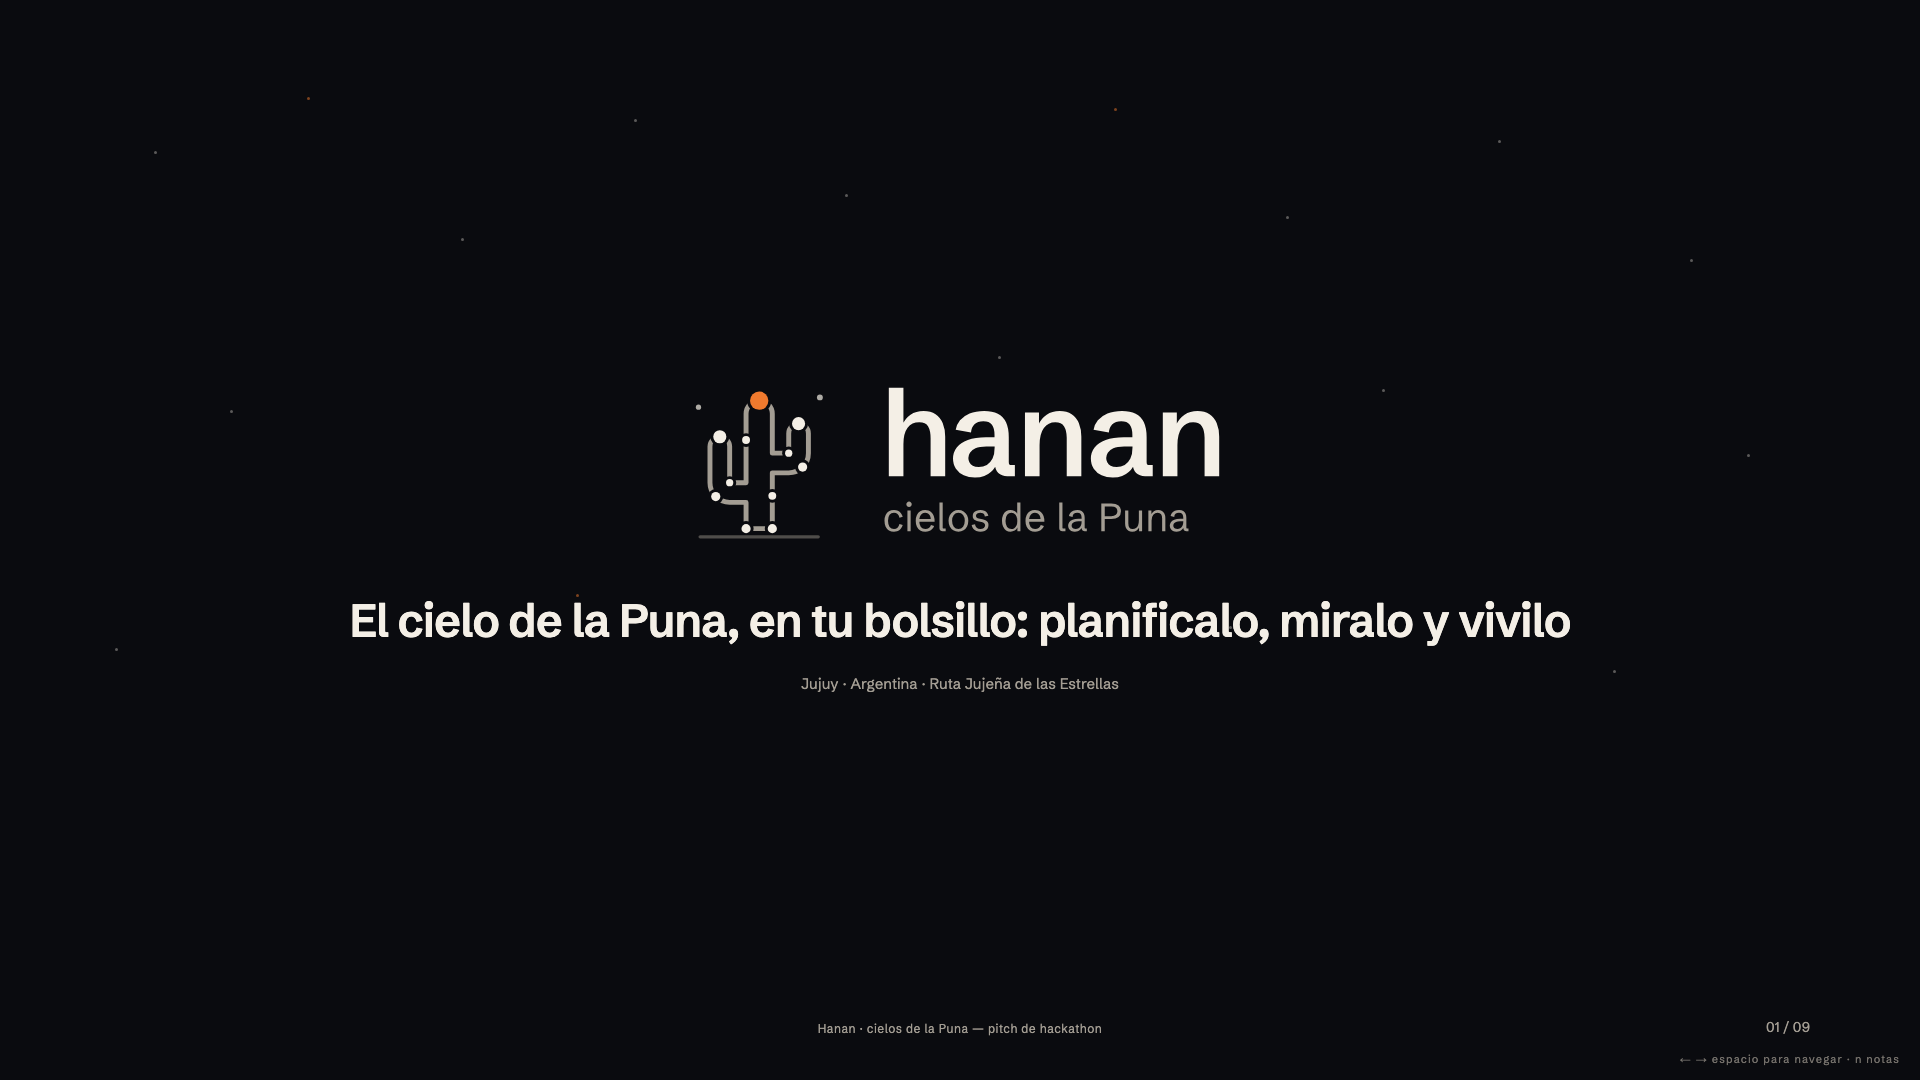 hanan
cielos de la Puna
El cielo de la Puna, en tu bolsillo: planificalo, miralo y vivilo
Jujuy · Argentina · Ruta Jujeña de las Estrellas
Hanan · cielos de la Puna — pitch de hackathon
01 / 09
← → espacio para navegar · n notas